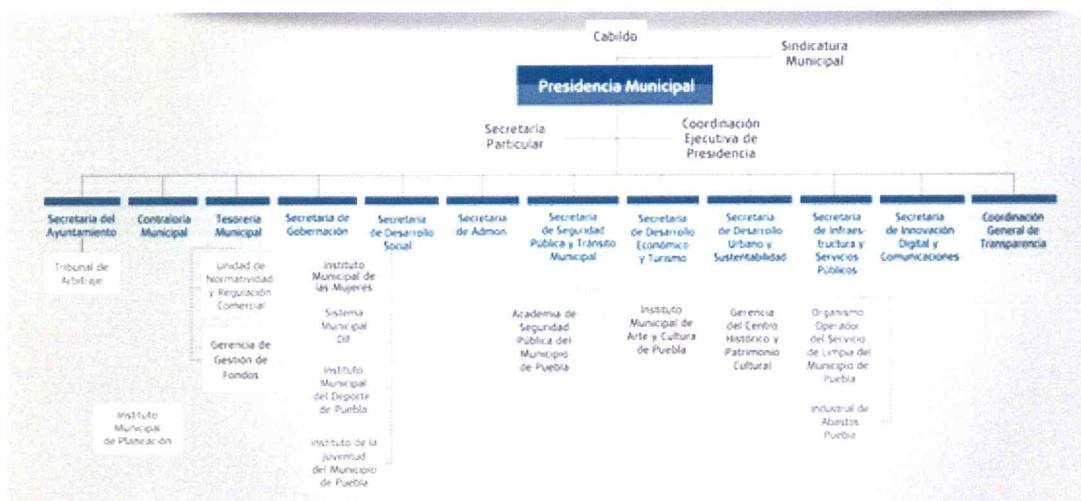 Cabildo
Sindicatura
Municipal
Presidencia Municipal
Secretaría
Particular
Coordinación
Ejecutiva de
Presidencia
Secretaría del
Ayuntamiento
Contraloría
Municipal
Tesorería
Municipal
Secretaría de
Gobernación
Secretaría
de Desarrollo
Social
Secretaría
de Admon
Secretaría
de Seguridad
Pública y Tránsito
Municipal
Secretaría
de Desarrollo
Económico
y Turismo
Secretaría
de Desarrollo
Urbano y
Sustentabilidad
Secretaría
de Infraes-
tructura y
Servicios
Públicos
Secretaría
de Innovación
Digital y
Comunicaciones
Coordinación
General de
Transparencia
Tribunal de
Arbitraje
Unidad de
Normatividad
y Regulación
Comercial
Gerencia de
Gestión de
Fondos
Instituto
Municipal
de Planeación
Instituto
Municipal de
las Mujeres
Sistema
Municipal
DIF
Instituto
Municipal
del Deporte
de Puebla
Instituto de la
Juventud
del Municipio
de Puebla
Academia de
Seguridad
Pública del
Municipio
de Puebla
Instituto
Municipal de
Arte y Cultura
de Puebla
Gerencia
del Centro
Histórico y
Patrimonio
Cultural
Organismo
Operador
del Servicio
de Limpia del
Municipio de
Puebla
Industrial de
Abastos
Puebla